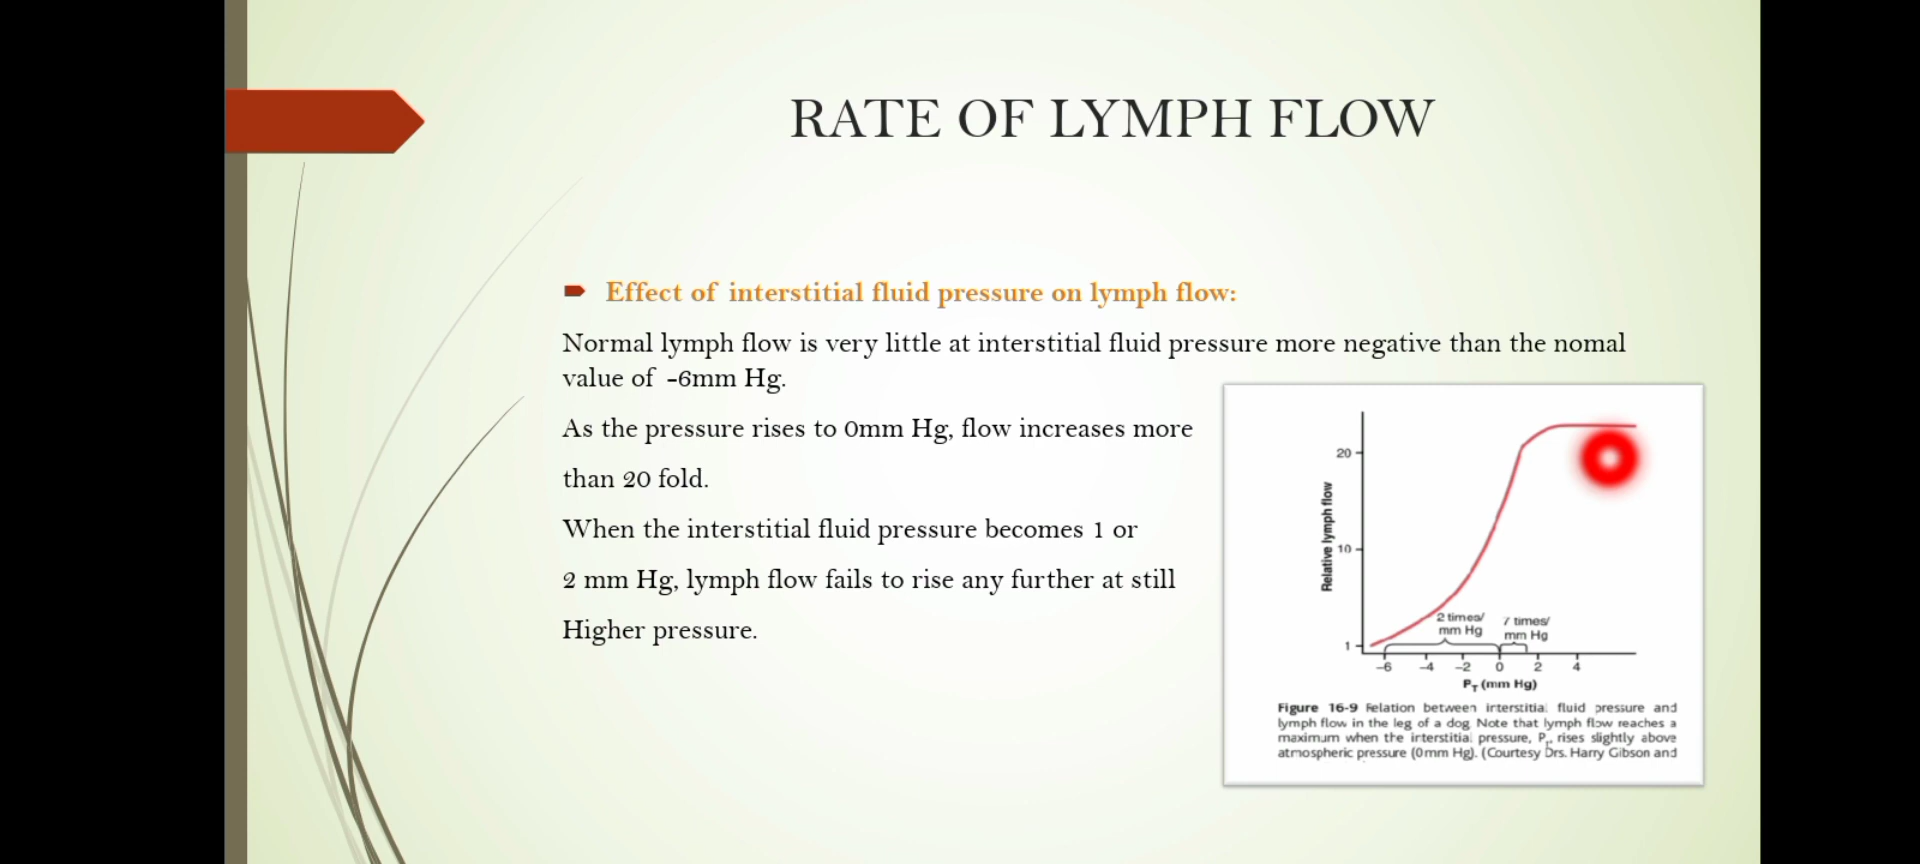 RATE OF LYMPH FLOW
Effect of interstitial fluid pressure on lymph flow:
Normal lymph flow is very little at interstitial fluid pressure more negative than the nomal
value of -6mm Hg.
As the pressure rises to 0mm Hg, flow increases more
than 20 fold.
When the interstitial fluid pressure becomes 1 or
2 mm Hg, lymph flow fails to rise any further at still
Higher pressure.
Relative lymph flow
20
10
1
2 times/
mm Hg
7 times/
mm Hg
-6 -4 -2 0 2 4
PT (mm Hg)
Figure 16-9 Relation between interstitial fluid pressure and
lymph flow in the leg of a dog. Note that lymph flow reaches a
maximum when the interstitial pressure, PT, rises slightly above
atmospheric pressure (0 mm Hg). (Courtesy Drs. Harry Gibson and